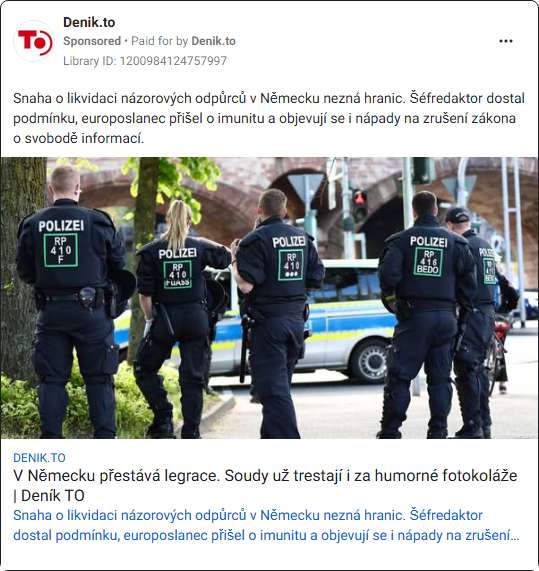 Denik.to
Sponsored • Paid for by Denik.to
Library ID: 1200984124757997
Snaha o likvidaci názorových odpůrců v Německu nezná hranic. Šéfredaktor dostal
podmínku, europoslanec přišel o imunitu a objevují se i nápady na zrušení zákona
o svobodě informací.
POLIZEI
RP
410
F
POLIZEI
RP
410
POLIZEI
RP
410
•••
POLIZEI
RP
416
BEDO
DENIK.TO
V Německu přestává legrace. Soudy už trestají i za humorné fotokoláže
| Deník TO
Snaha o likvidaci názorových odpůrců v Německu nezná hranic. Šéfredaktor
dostal podmínku, europoslanec přišel o imunitu a objevují se i nápady na zrušení...